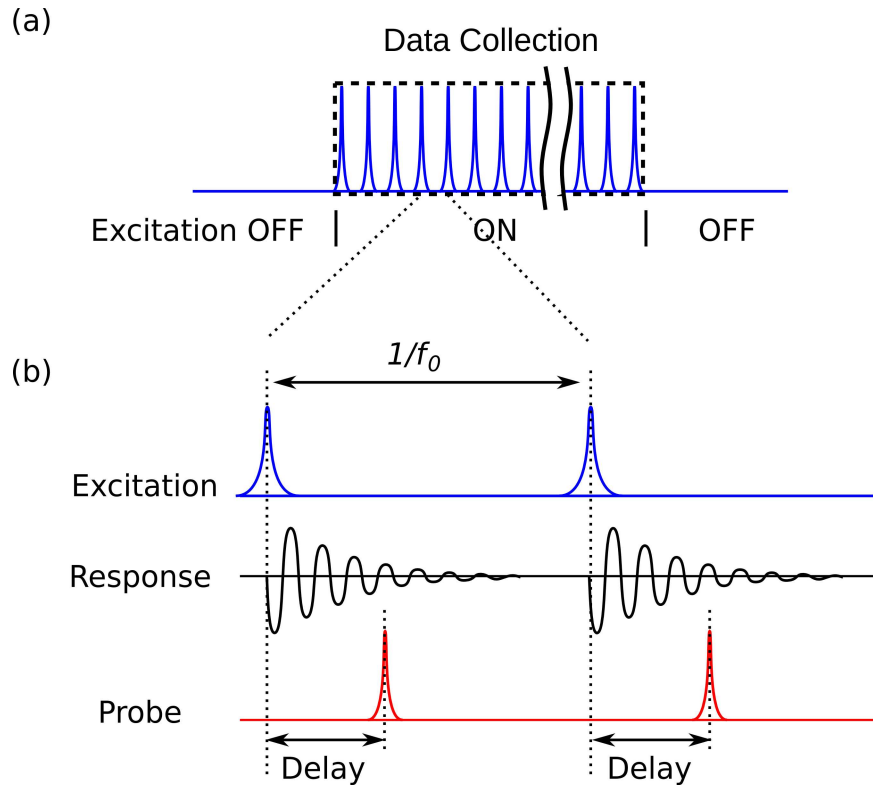 (a)
Data Collection
Excitation OFF | ON | OFF
(b)
1/f₀
Excitation
Response
Probe
Delay Delay